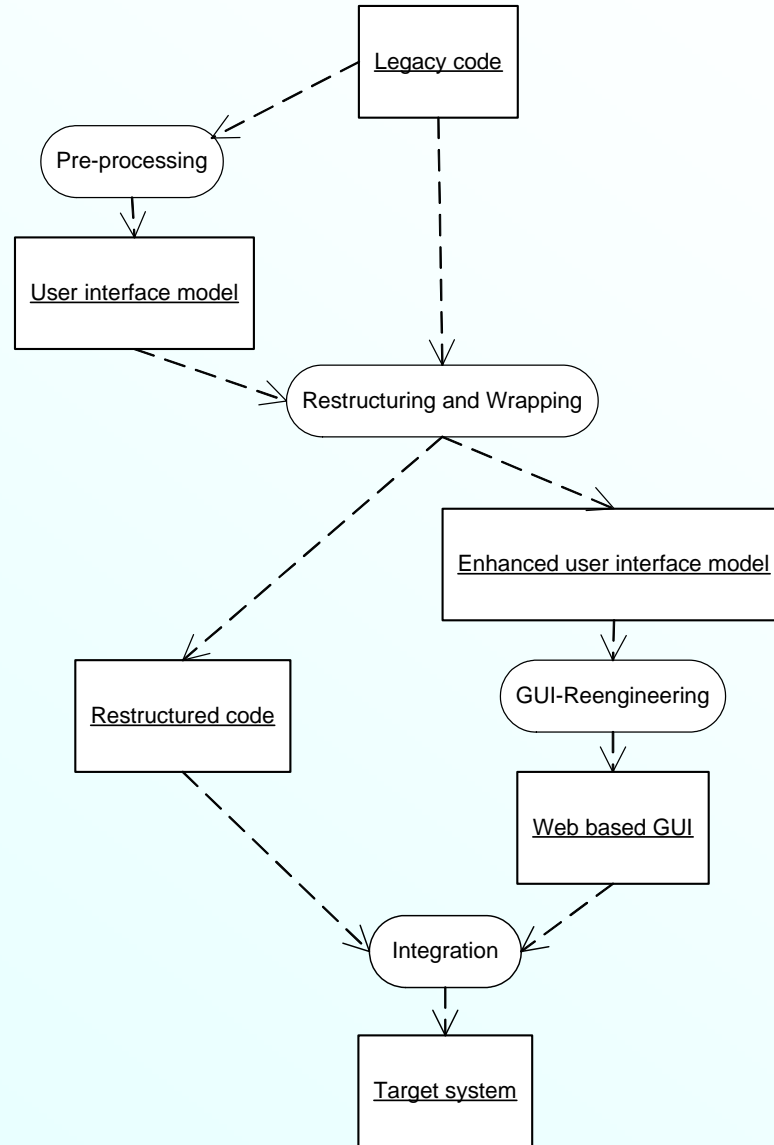 Legacy code
Pre-processing
User interface model
Restructuring and Wrapping
Enhanced user interface model
GUI-Reengineering
Restructured code
Web based GUI
Integration
Target system